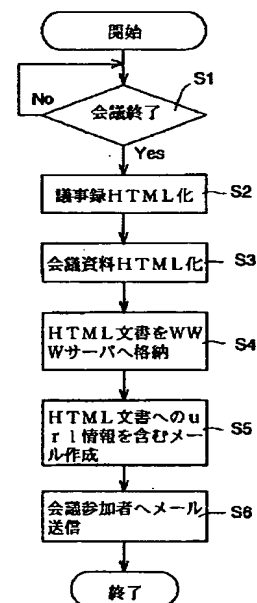 開始
会議終了
S1
No
Yes
議事録HTML化
S2
会議資料HTML化
S3
HTML文書をWW
Wサーバへ格納
S4
HTML文書へのu
rl情報を含むメー
ル作成
S5
会議参加者へメール
送信
S6
終了